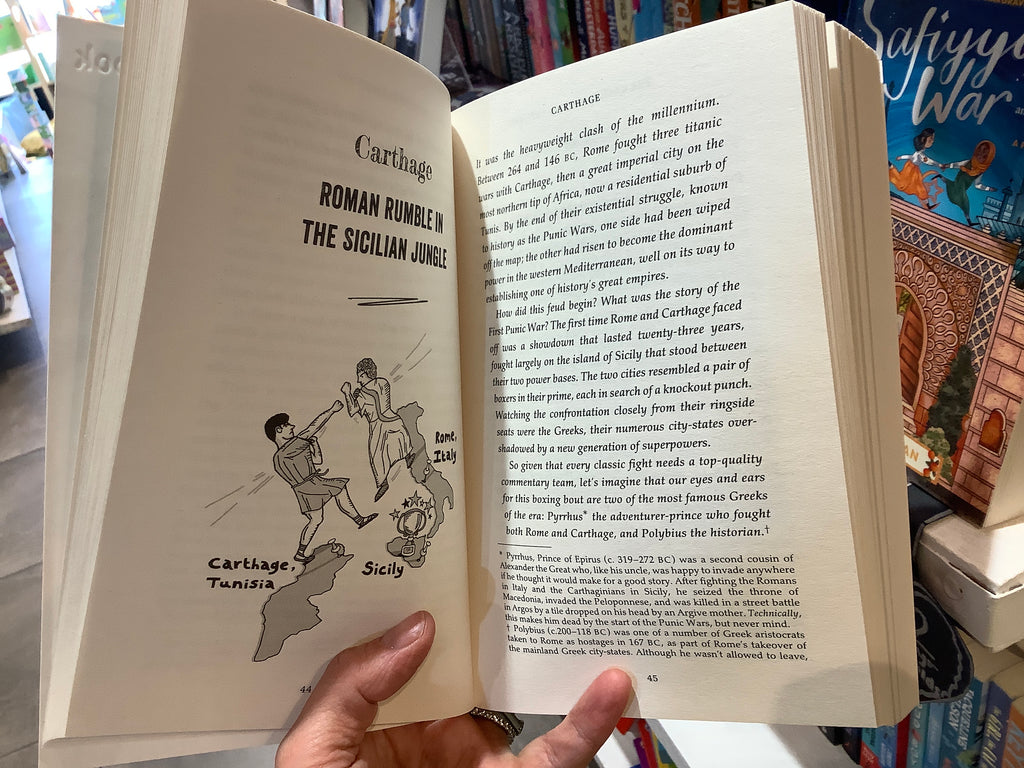 Carthage
ROMAN RUMBLE IN
THE SICILIAN JUNGLE
Rome,
Italy
Carthage,
Tunisia
Sicily
44
CARTHAGE
It was the heavyweight clash of the millennium.
Between 264 and 146 BC, Rome fought three titanic
wars with Carthage, then a great imperial city on the
most northern tip of Africa, now a residential suburb of
Tunis. By the end of their existential struggle, known
to history as the Punic Wars, one side had been wiped
off the map; the other had risen to become the dominant
power in the western Mediterranean, well on its way to
establishing one of history's great empires.
How did this feud begin? What was the story of the
First Punic War? The first time Rome and Carthage faced
off was a showdown that lasted twenty-three years,
fought largely on the island of Sicily that stood between
their two power bases. The two cities resembled a pair of
boxers in their prime, each in search of a knockout punch.
Watching the confrontation closely from their ringside
seats were the Greeks, their numerous city-states over-
shadowed by a new generation of superpowers.
So given that every classic fight needs a top-quality
commentary team, let's imagine that our eyes and ears
for this boxing bout are two of the most famous Greeks
of the era: Pyrrhus* the adventurer-prince who fought
both Rome and Carthage, and Polybius the historian.†
* Pyrrhus, Prince of Epirus (c. 319–272 BC) was a second cousin of
Alexander the Great who, like his uncle, was happy to invade anywhere
if he thought it would make for a good story. After fighting the Romans
in Italy and the Carthaginians in Sicily, he seized the throne of
Macedonia, invaded the Peloponnese, and was killed in a street battle
in Argos by a tile dropped on his head by an Argive mother. Technically,
this makes him dead by the start of the Punic Wars, but never mind.
† Polybius (c.200–118 BC) was one of a number of Greek aristocrats
taken to Rome as hostages in 167 BC, as part of Rome's takeover of
the mainland Greek city-states. Although he wasn't allowed to leave,
45
Safiyya
War